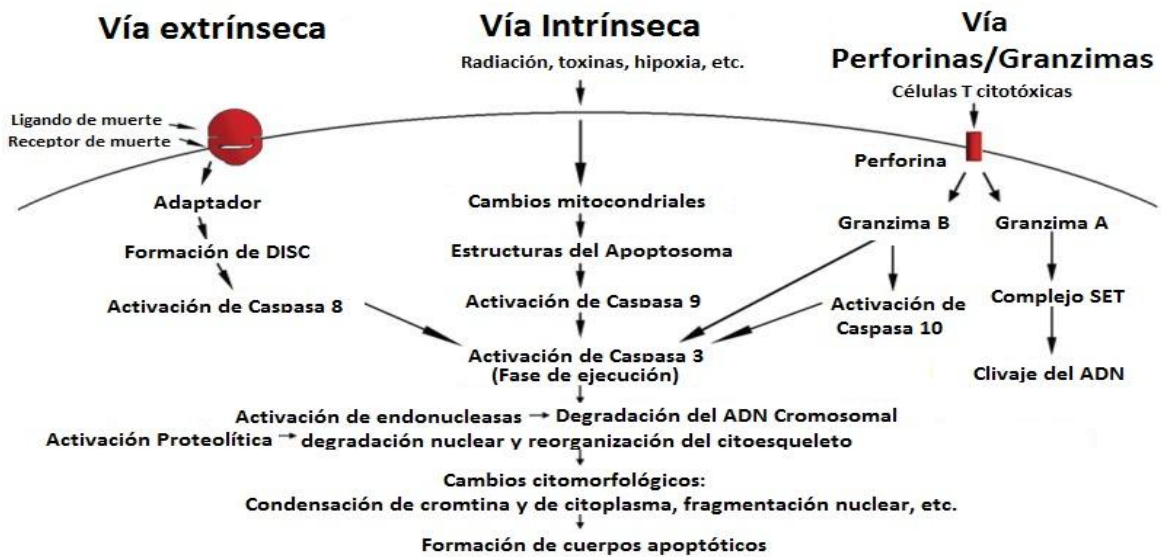 Vía extrínseca
Ligando de muerte
Receptor de muerte
Adaptador
Formación de DISC
Activación de Caspasa 8
Vía Intrínseca
Radiación, toxinas, hipoxia, etc.
Cambios mitocondriales
Estructuras del Apoptosoma
Activación de Caspasa 9
Vía
Perforinas/Granzimas
Células T citotóxicas
Perforina
Granzima B
Granzima A
Activación de
Caspasa 10
Complejo SET
Clivaje del ADN
Activación de Caspasa 3
(Fase de ejecución)
Activación de endonucleasas → Degradación del ADN Cromosomal
Activación Proteolítica → degradación nuclear y reorganización del citoesqueleto
Cambios citomorfológicos:
Condensación de cromtina y de citoplasma, fragmentación nuclear, etc.
Formación de cuerpos apoptóticos